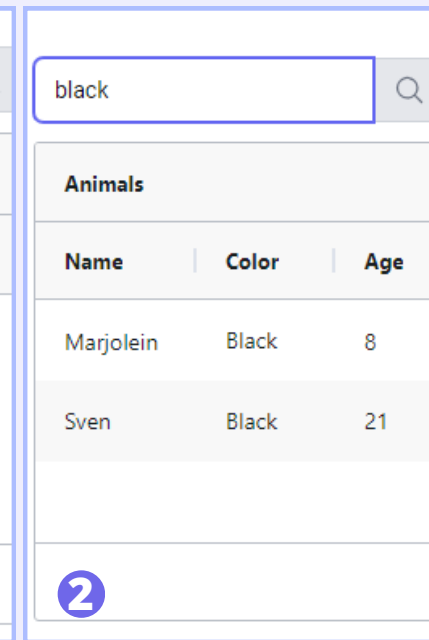 black
Animals
Name Color Age
Marjolein Black 8
Sven Black 21
2